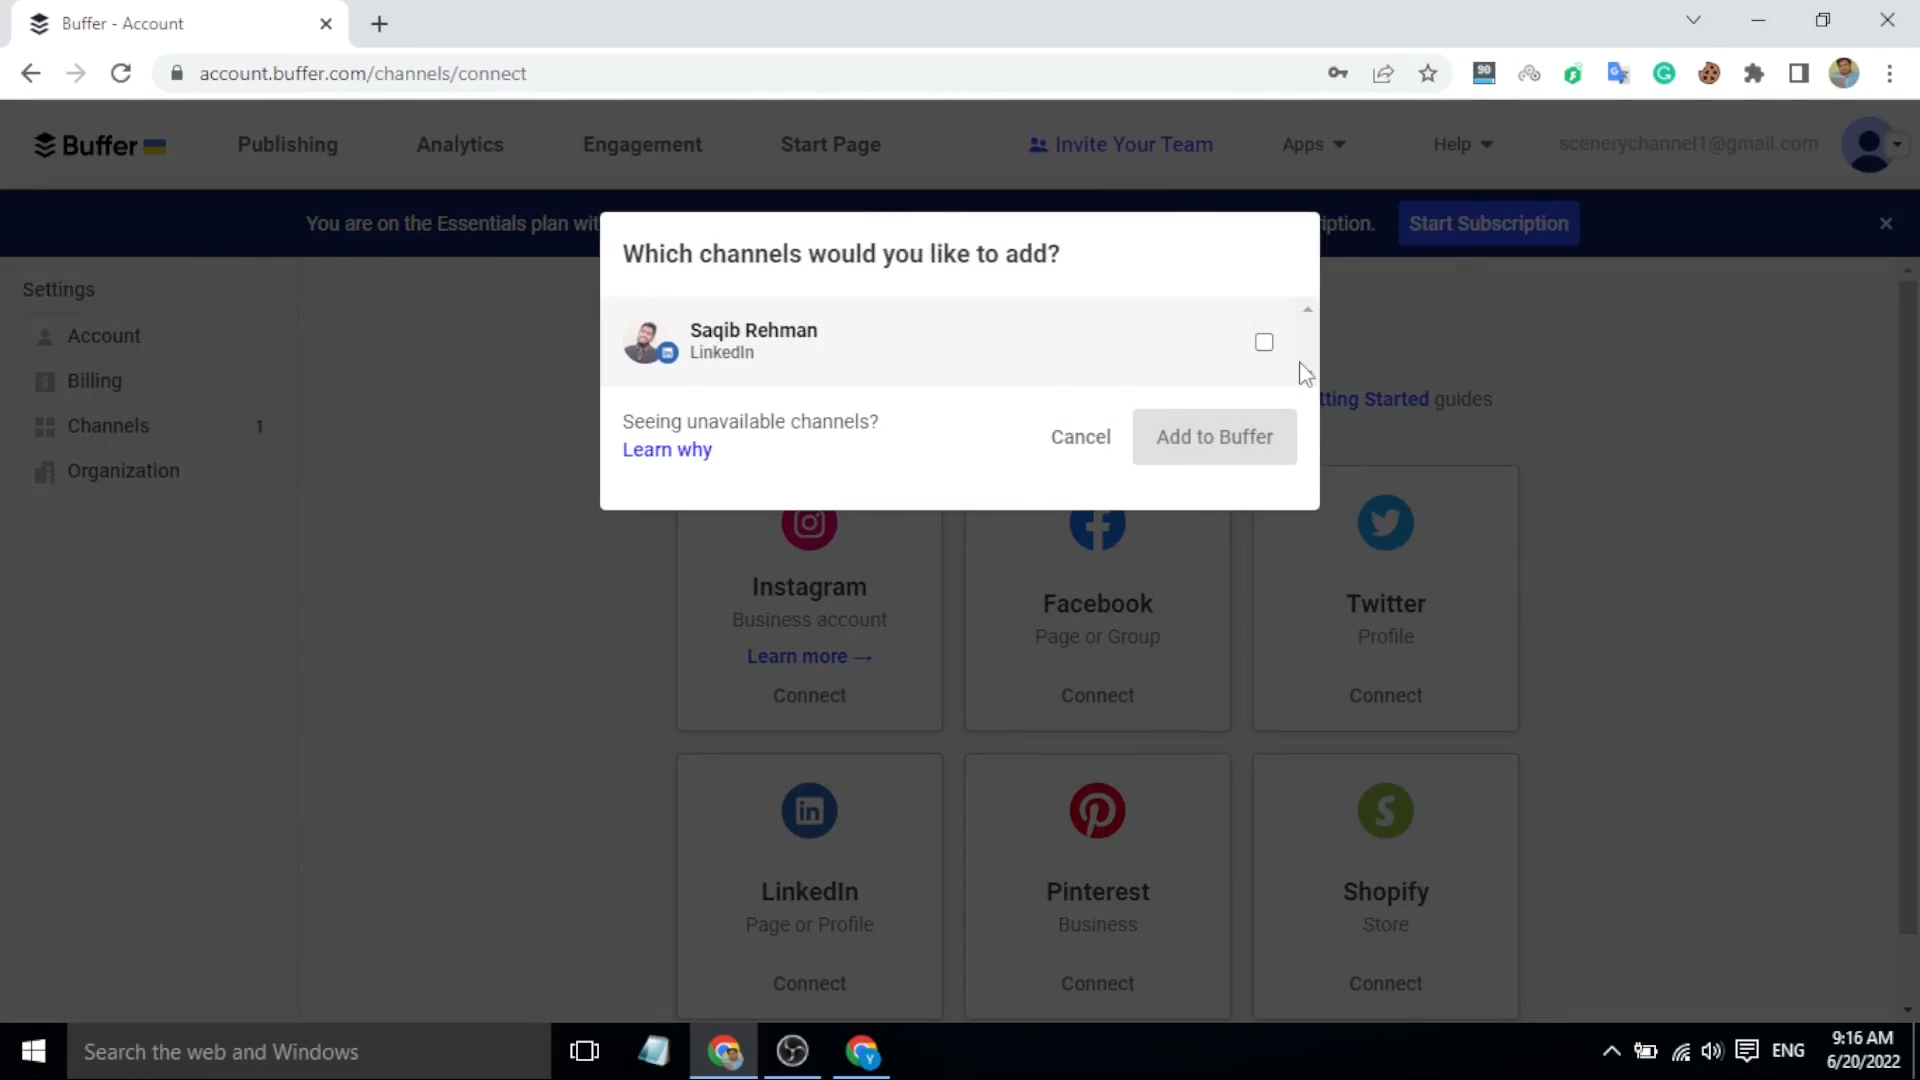 Buffer - Account
account.buffer.com/channels/connect
90
Buffer
Publishing
Analytics
Engagement
Start Page
Invite Your Team
Apps
Help
scenerychannel1@gmail.com
You are on the Essentials plan wit
iption.
Start Subscription
Which channels would you like to add?
Settings
Account
Billing
Channels 1
Organization
Saqib Rehman
LinkedIn
Seeing unavailable channels?
Learn why
Cancel
Add to Buffer
tting Started guides
Instagram
Business account
Learn more →
Connect
Facebook
Page or Group
Connect
Twitter
Profile
Connect
LinkedIn
Page or Profile
Connect
Pinterest
Business
Connect
Shopify
Store
Connect
Search the web and Windows
ENG
9:16 AM
6/20/2022